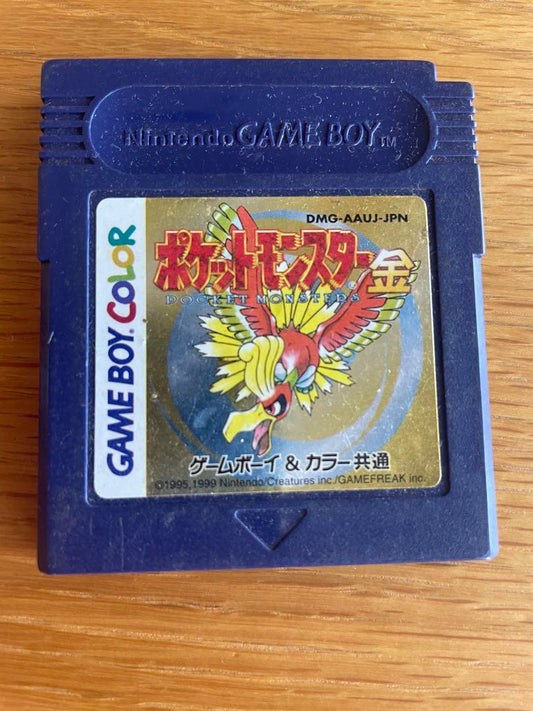 Nintendo GAME BOY TM
DMG-AAUJ-JPN
ポケットモンスター金
POCKET MONSTERS
GAME BOY COLOR
ゲームボーイ & カラー共通
©1995,1999 Nintendo/Creatures inc./GAMEFREAK inc.